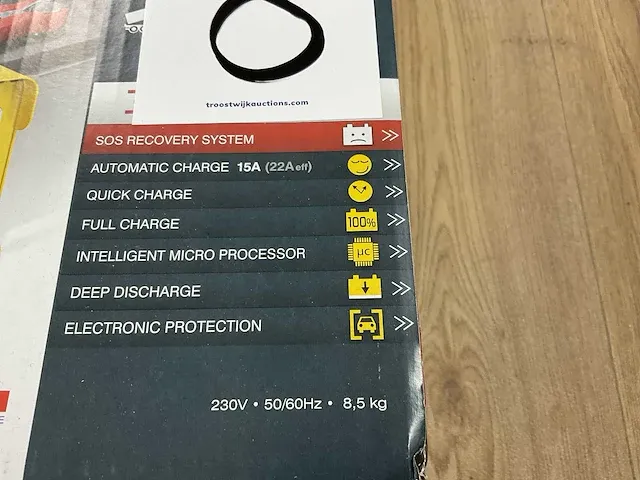 troostwijkauctions.com
SOS RECOVERY SYSTEM
AUTOMATIC CHARGE 15A (22Aeff)
QUICK CHARGE
FULL CHARGE 100%
INTELLIGENT MICRO PROCESSOR µC
DEEP DISCHARGE
ELECTRONIC PROTECTION
230V • 50/60Hz • 8,5 kg